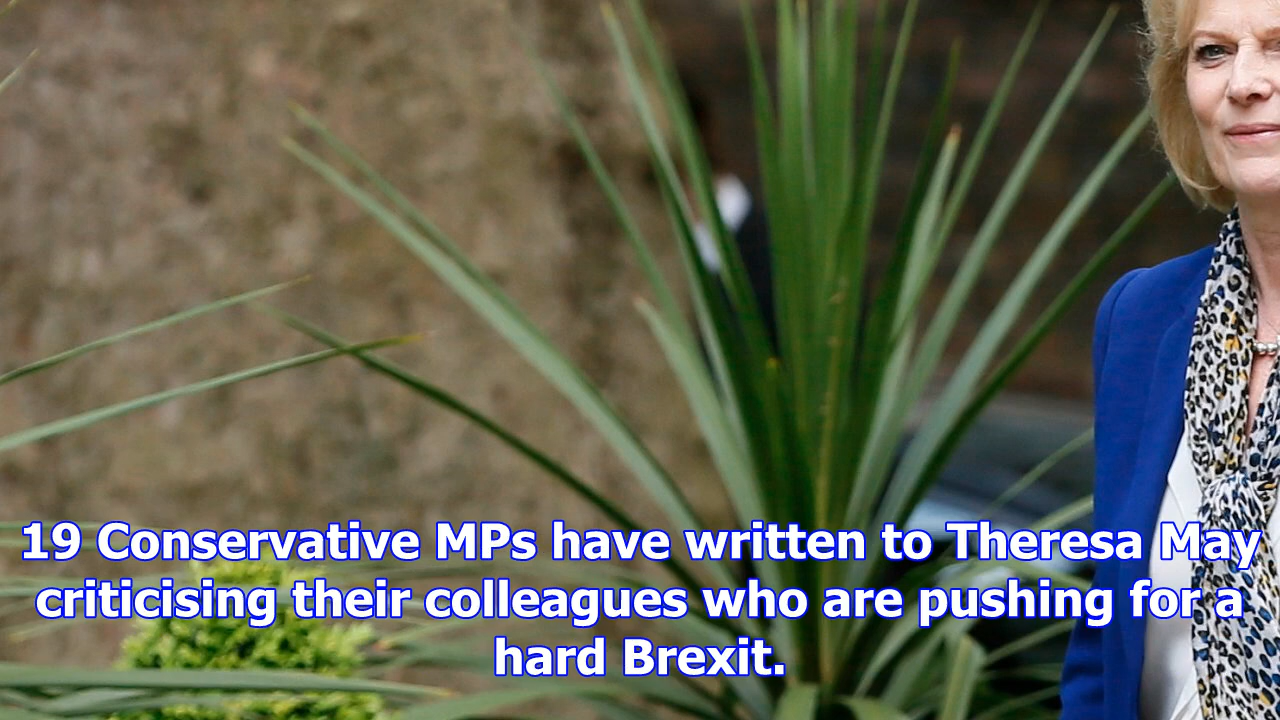 19 Conservative MPs have written to Theresa May
criticising their colleagues who are pushing for a
hard Brexit.